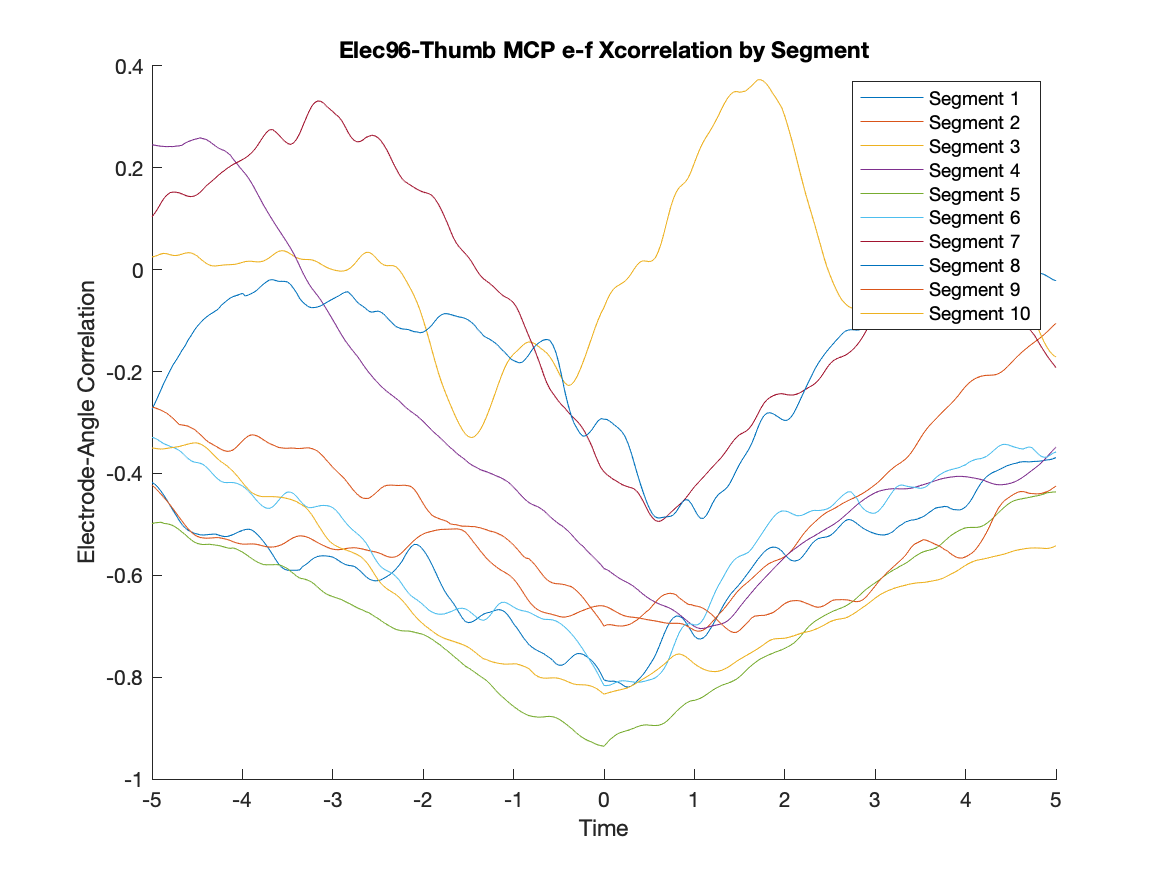 Elec96-Thumb MCP e-f Xcorrelation by Segment
0.4
0.2
0
-0.2
-0.4
-0.6
-0.8
-1
Electrode-Angle Correlation
Segment 1
Segment 2
Segment 3
Segment 4
Segment 5
Segment 6
Segment 7
Segment 8
Segment 9
Segment 10
-5 -4 -3 -2 -1 0 1 2 3 4 5
Time